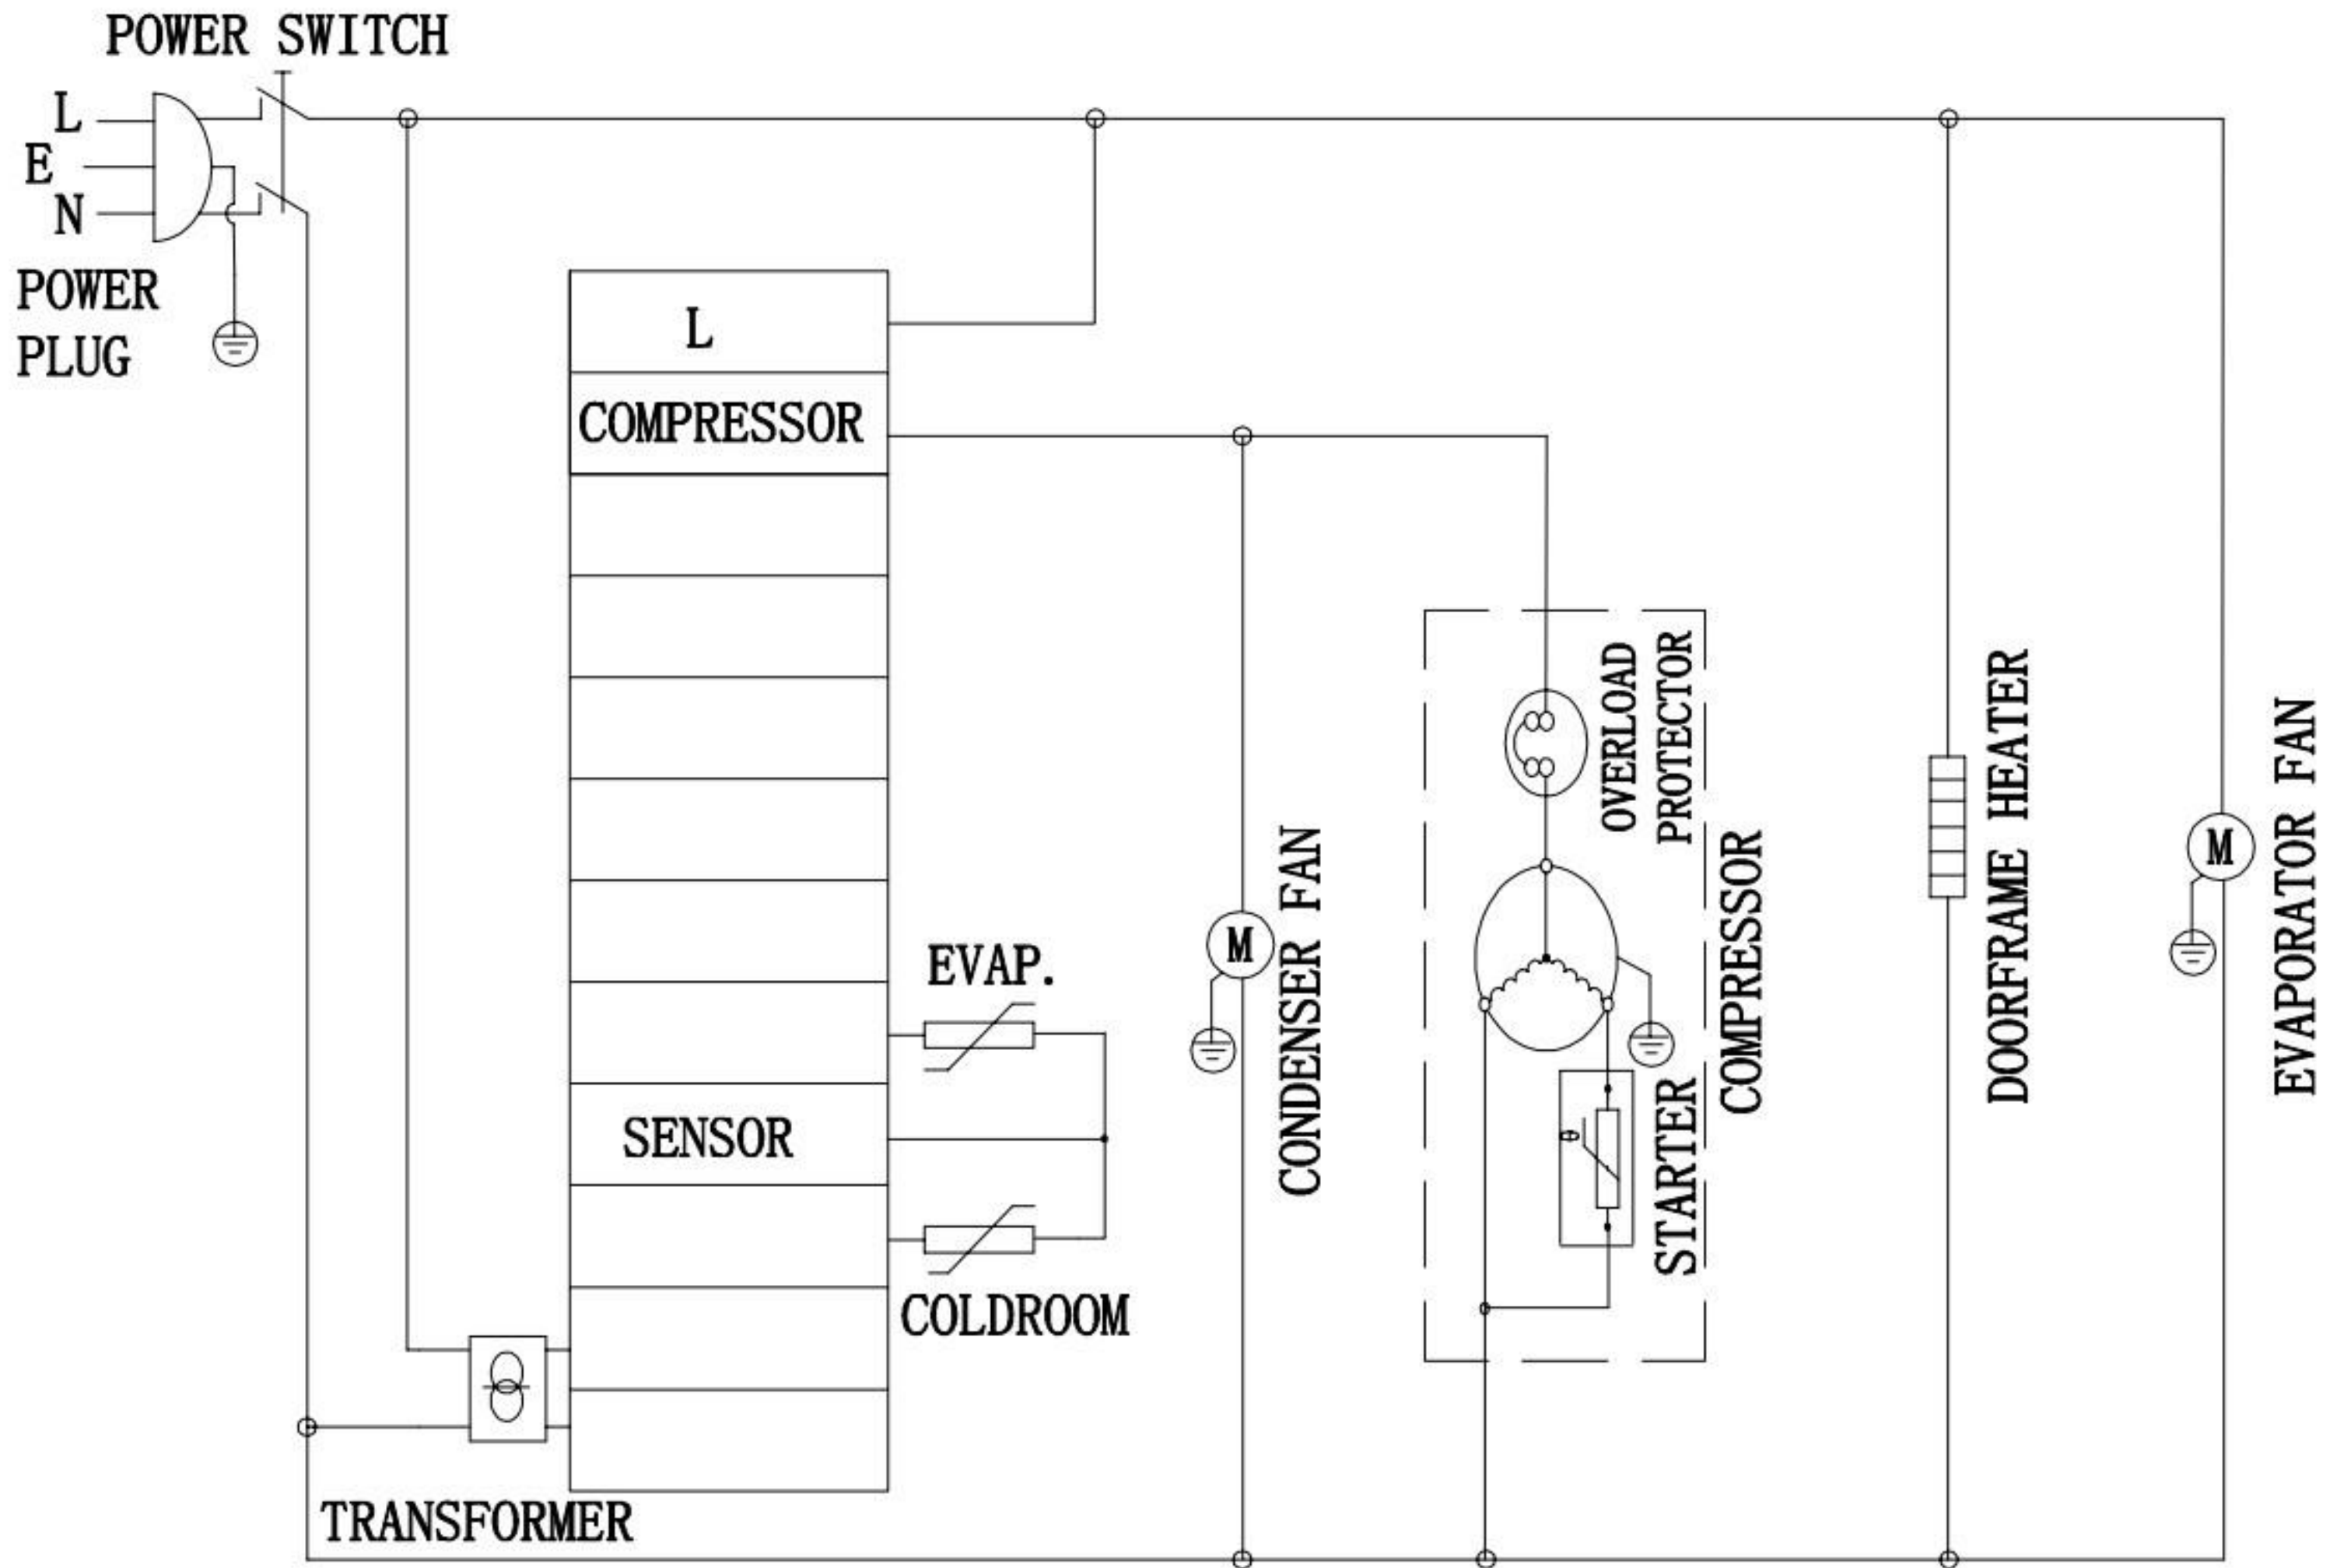 POWER SWITCH
L
E
N
POWER
PLUG
L
COMPRESSOR
OVERLOAD
PROTECTOR
COMPRESSOR
DOORFRAME HEATER
M
EVAPORATOR FAN
M
CONDENSER FAN
EVAP.
SENSOR
STARTER
COLDROOM
TRANSFORMER